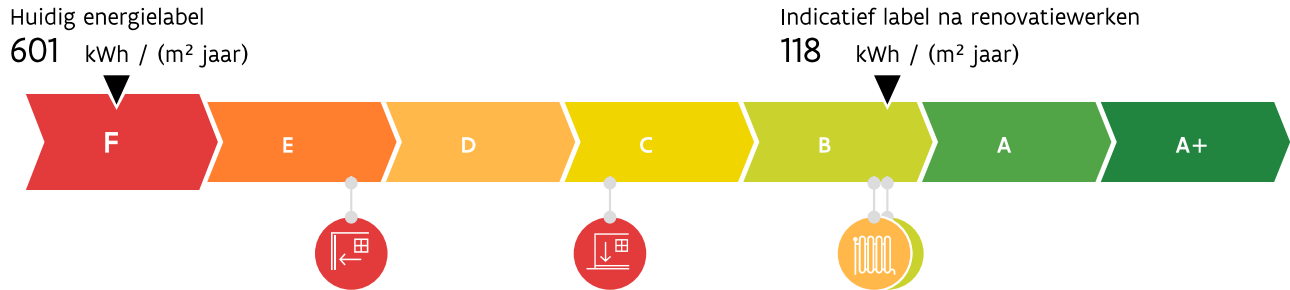 Huidig energielabel
601 kWh / (m² jaar)
Indicatief label na renovatiewerken
118 kWh / (m² jaar)
F E D C B A A+